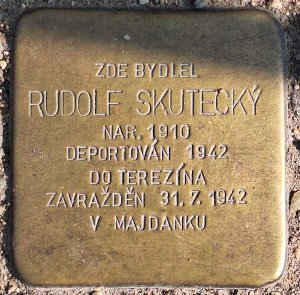 ZDE BYDLEL
RUDOLF SKUTECKÝ
NAR. 1910
DEPORTOVÁN 1942
DO TEREZÍNA
ZAVRAŽDĚN 31. 7. 1942
V MAJDANKU